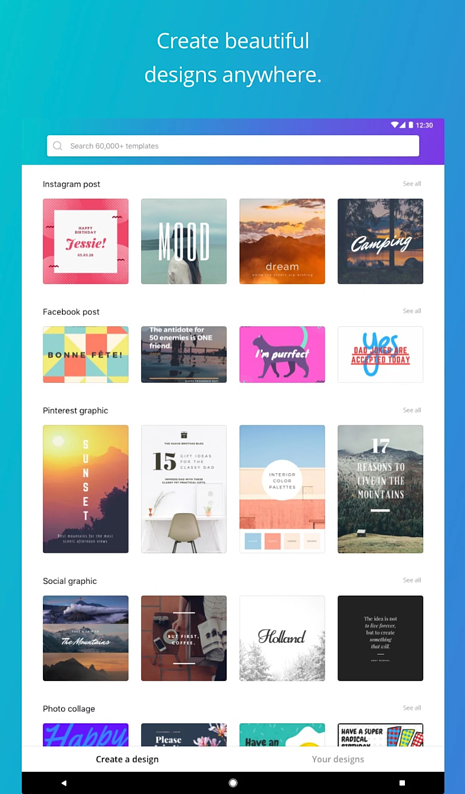 Create beautiful
designs anywhere.
12:30
Search 60,000+ templates
Instagram post
See all
HAPPY
BIRTHDAY
Jessie!
MOOD
dream
Camping
Facebook post
See all
BONNE FÊTE!
The antidote for
50 enemies is ONE
friend.
I'm purrfect
yes
DAD JOKES ARE
ACCEPTED TODAY
Pinterest graphic
See all
SUNSET
15
GIFT IDEAS
FOR THE
CLASSY DAD
INTERIOR
COLOR
PALETTES
17
REASONS TO
LIVE IN THE
MOUNTAINS
Social graphic
See all
The Mountains
BUT FIRST,
COFFEE.
Holland
The idea is not
to live forever,
but to create
something
that will.
Photo collage
See all
Happy
Please
Have an
HAVE A SUPER
RADICAL
BIRTHDAY
Create a design
Your designs